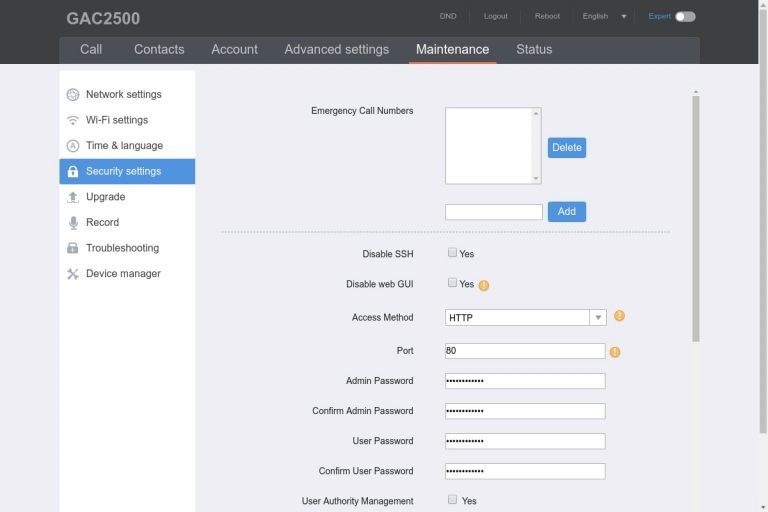 GAC2500
DND Logout Reboot English Expert
Call Contacts Account Advanced settings Maintenance Status
Network settings
Wi-Fi settings
Time & language
Security settings
Upgrade
Record
Troubleshooting
Device manager
Emergency Call Numbers
Delete
Add
Disable SSH Yes
Disable web GUI Yes
Access Method HTTP
Port 80
Admin Password ••••••••••••
Confirm Admin Password ••••••••••••
User Password ••••••••••••
Confirm User Password ••••••••••••
User Authority Management Yes